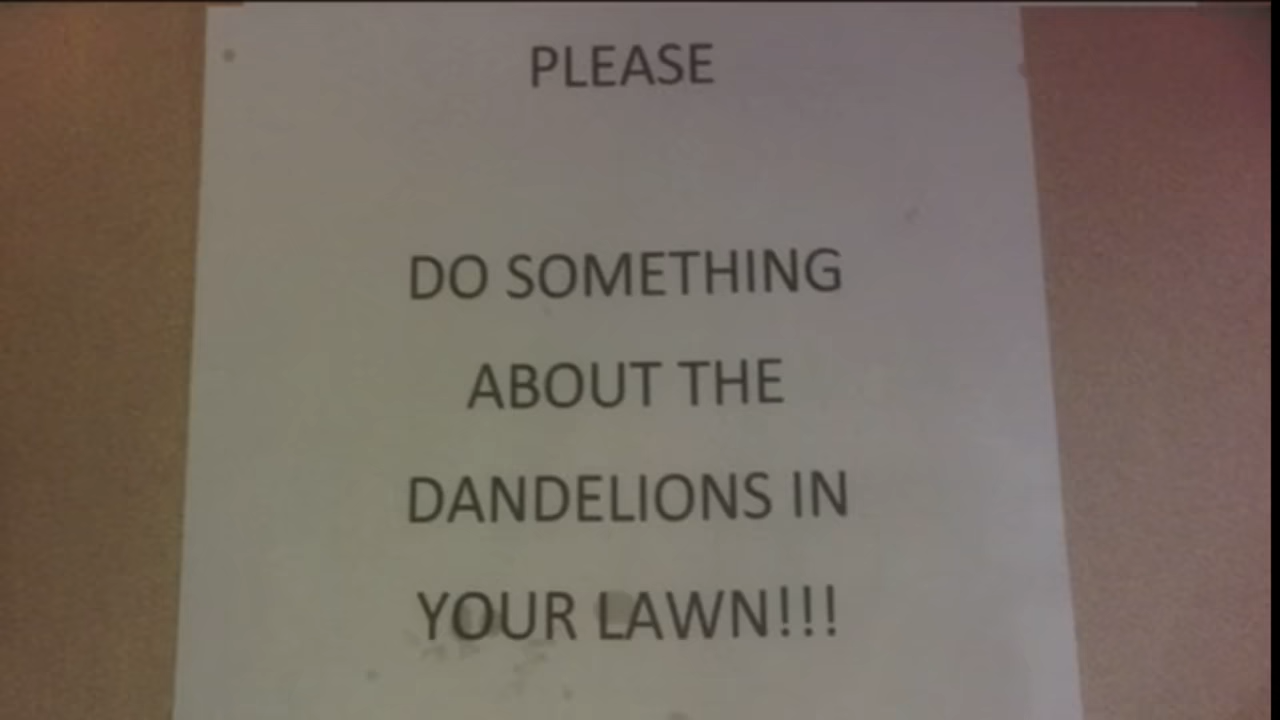 PLEASE
DO SOMETHING
ABOUT THE
DANDELIONS IN
YOUR LAWN!!!